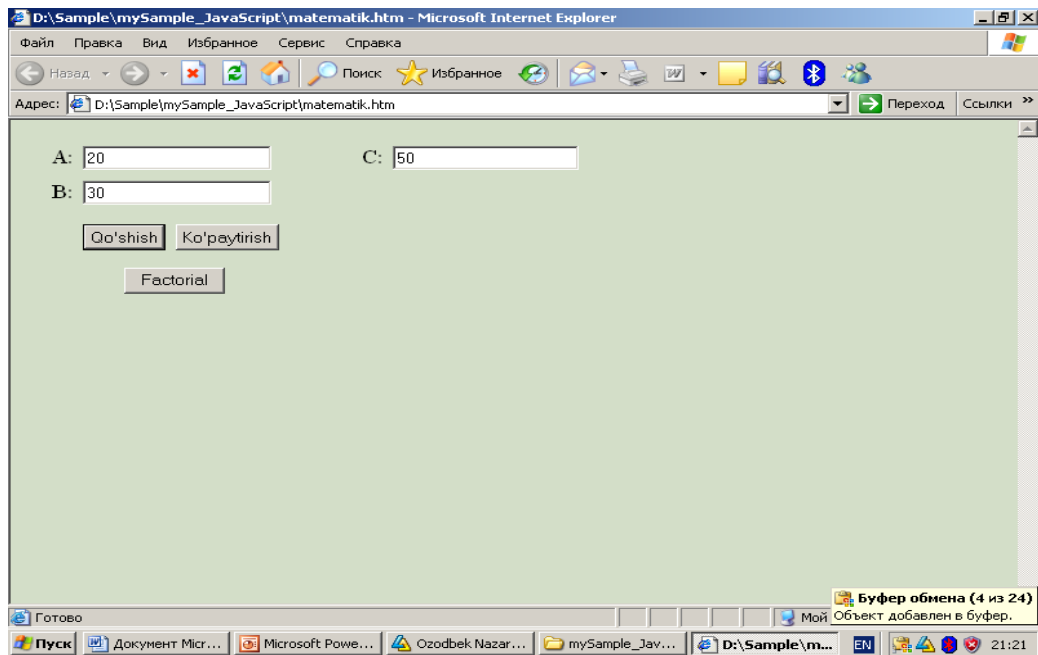 D:\Sample\mySample_JavaScript\matematik.htm - Microsoft Internet Explorer
Файл Правка Вид Избранное Сервис Справка
Назад Поиск Избранное
Адрес: D:\Sample\mySample_JavaScript\matematik.htm Переход Ссылки »
A: 20 C: 50
B: 30
Qo'shish Ko'paytirish
Factorial
Буфер обмена (4 из 24)
Готово Мой Объект добавлен в буфер.
Пуск Документ Micr... Microsoft Powe... Ozodbek Nazar... mySample_Jav... D:\Sample\m... EN 21:21